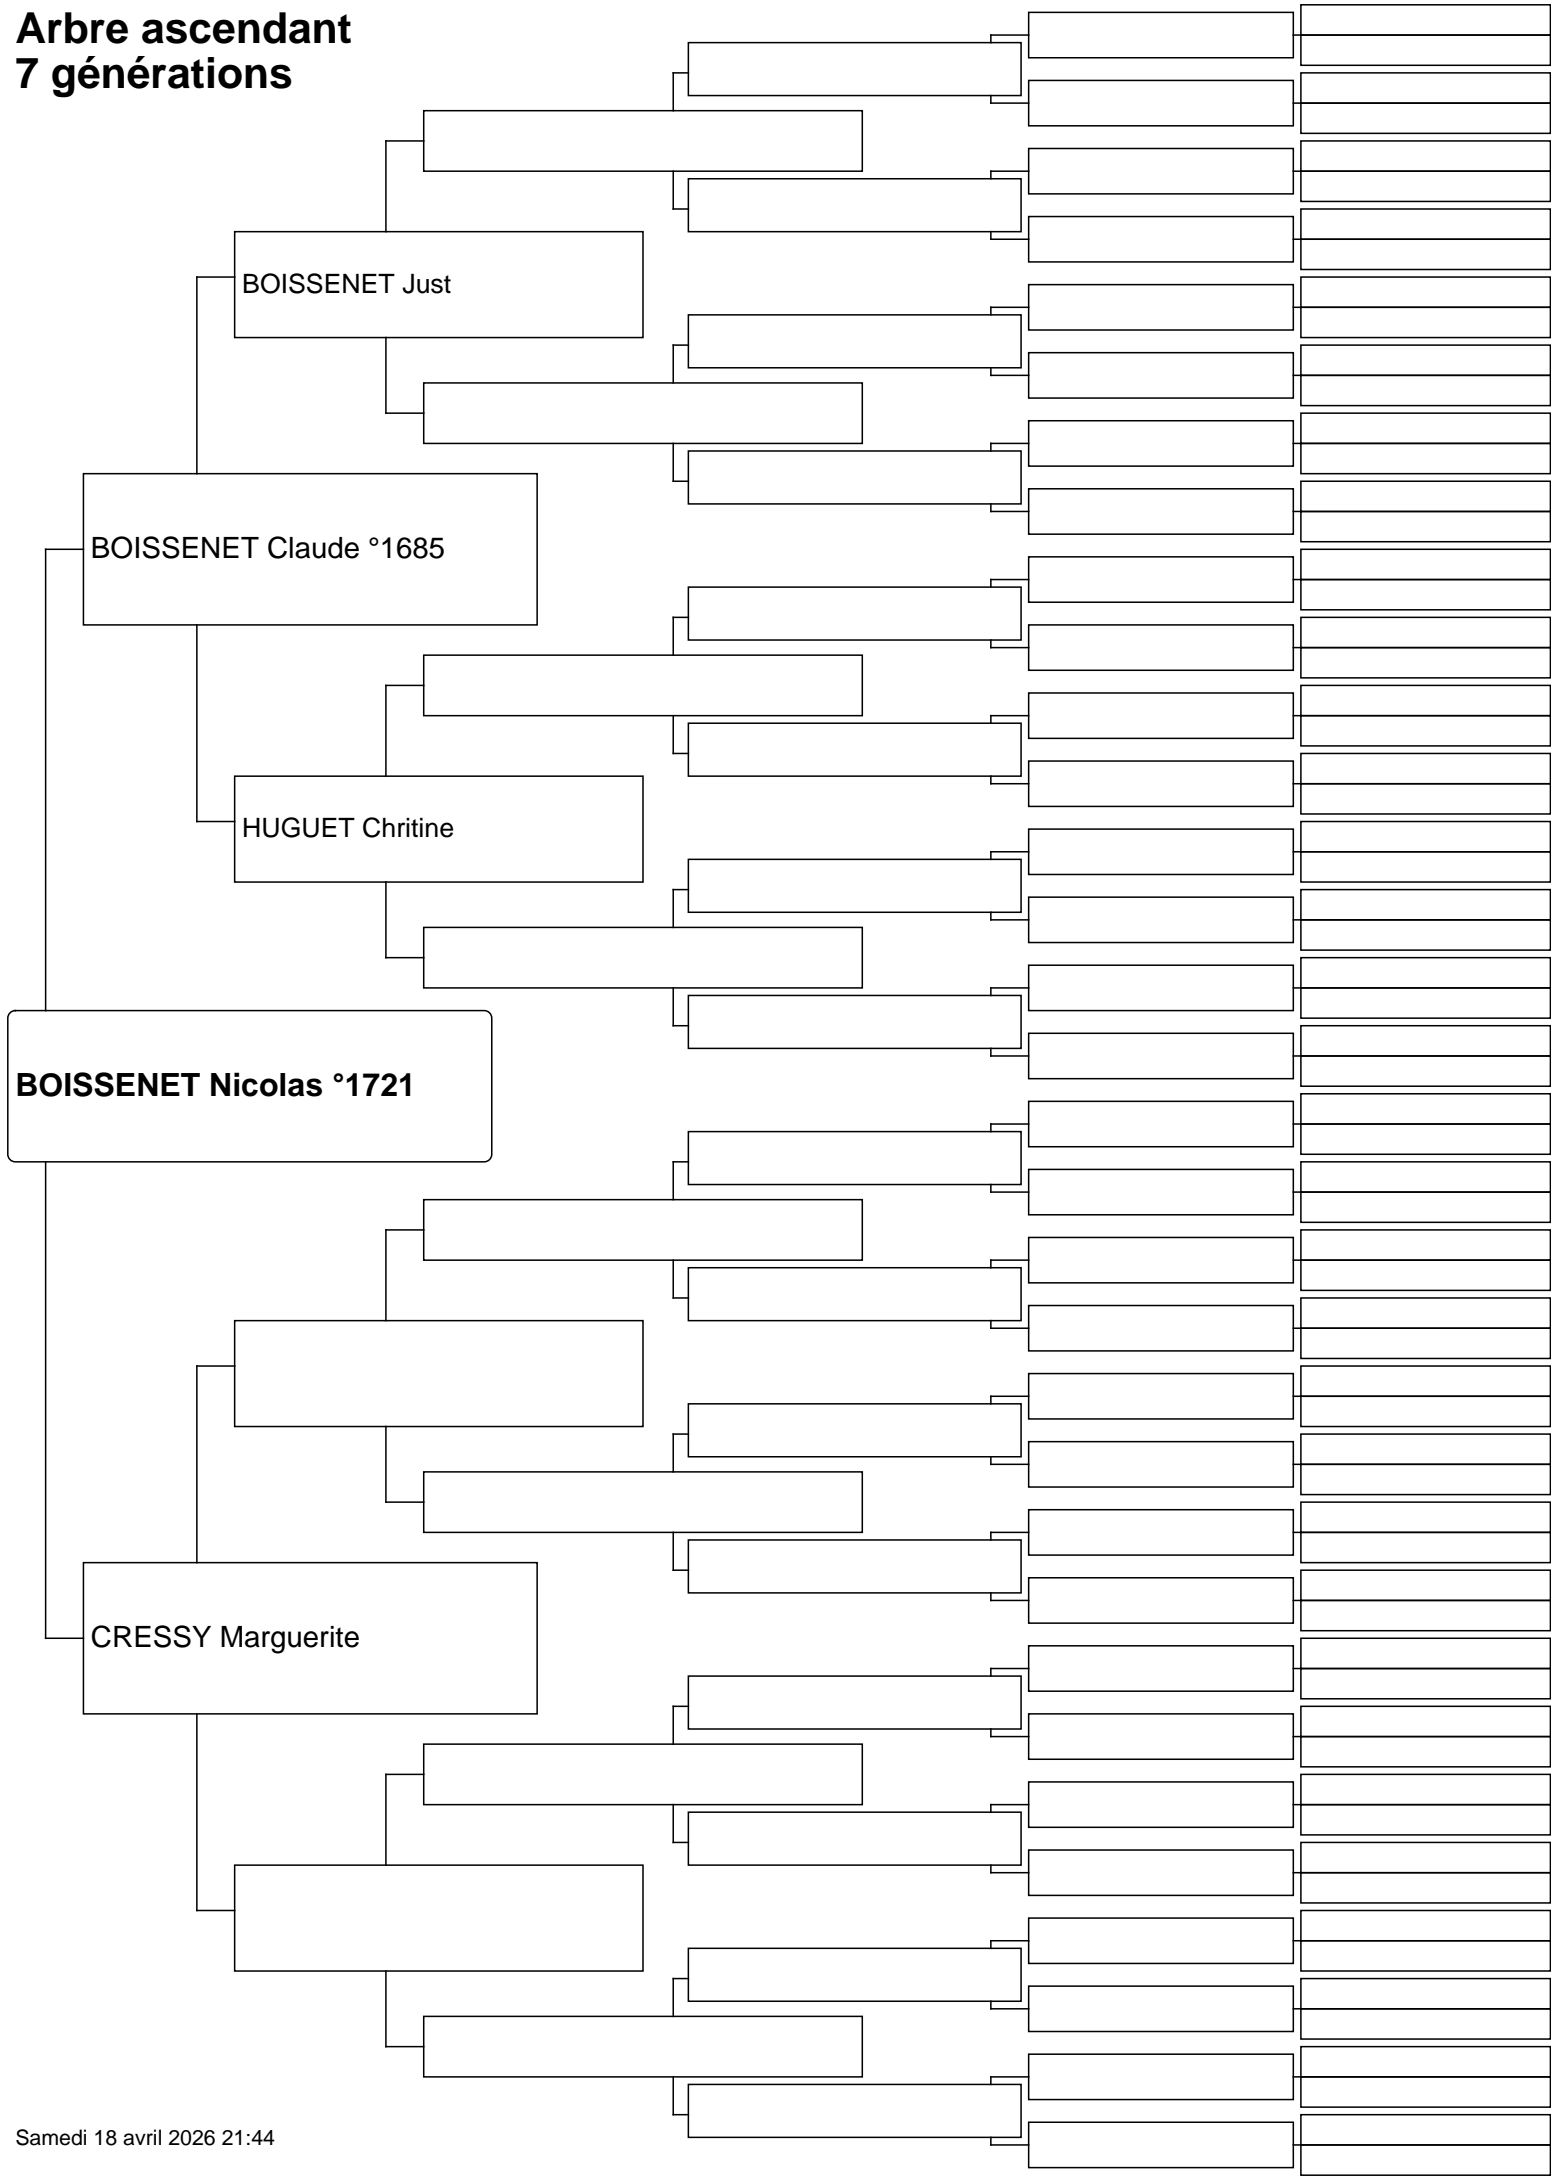 Arbre ascendant
7 générations
BOISSENET Just
BOISSENET Claude °1685
HUGUET Chritine
BOISSENET Nicolas °1721
CRESSY Marguerite
Samedi 18 avril 2026 21:44